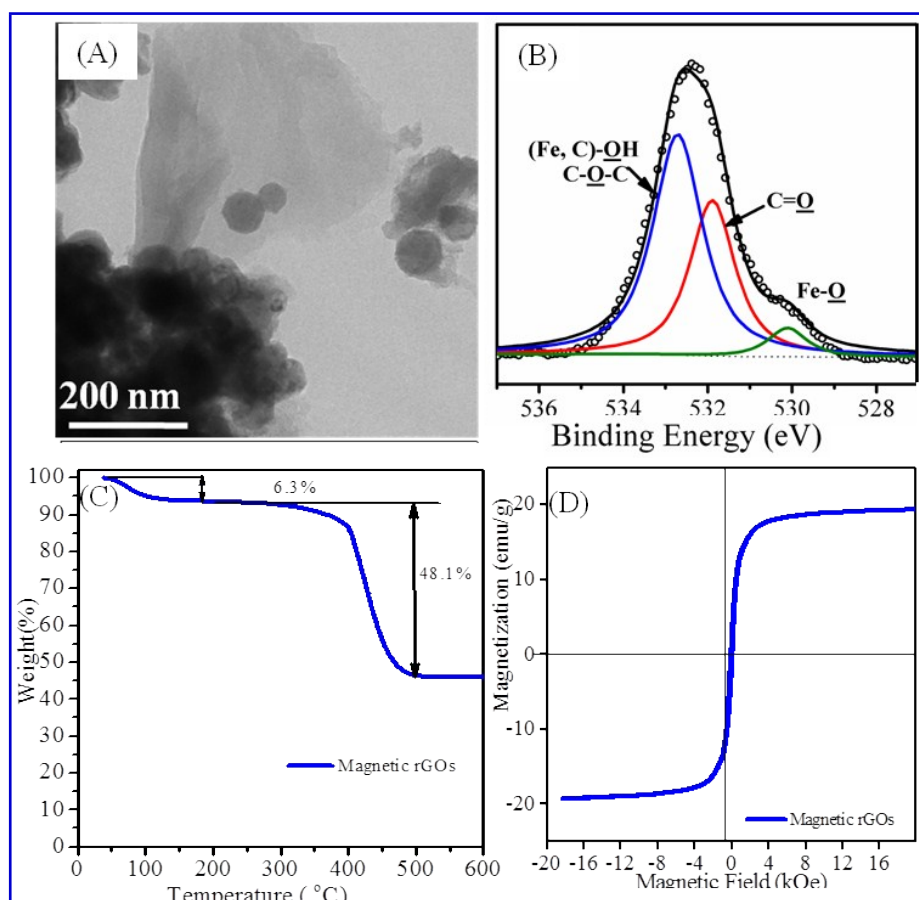 (A)
200 nm
(B)
(Fe, C)-OH
C-O-C
C=O
Fe-O
536 534 532 530 528
Binding Energy (eV)
(C)
100
90
80
70
60
50
40
30
20
10
0
6.3%
48.1%
Magnetic rGOs
0 100 200 300 400 500 600
Weight(%)
Temperature ( °C)
(D)
20
10
0
-10
-20
Magnetic rGOs
-20 -16 -12 -8 -4 0 4 8 12 16
Magnetization (emu/g)
Magnetic Field (kOe)